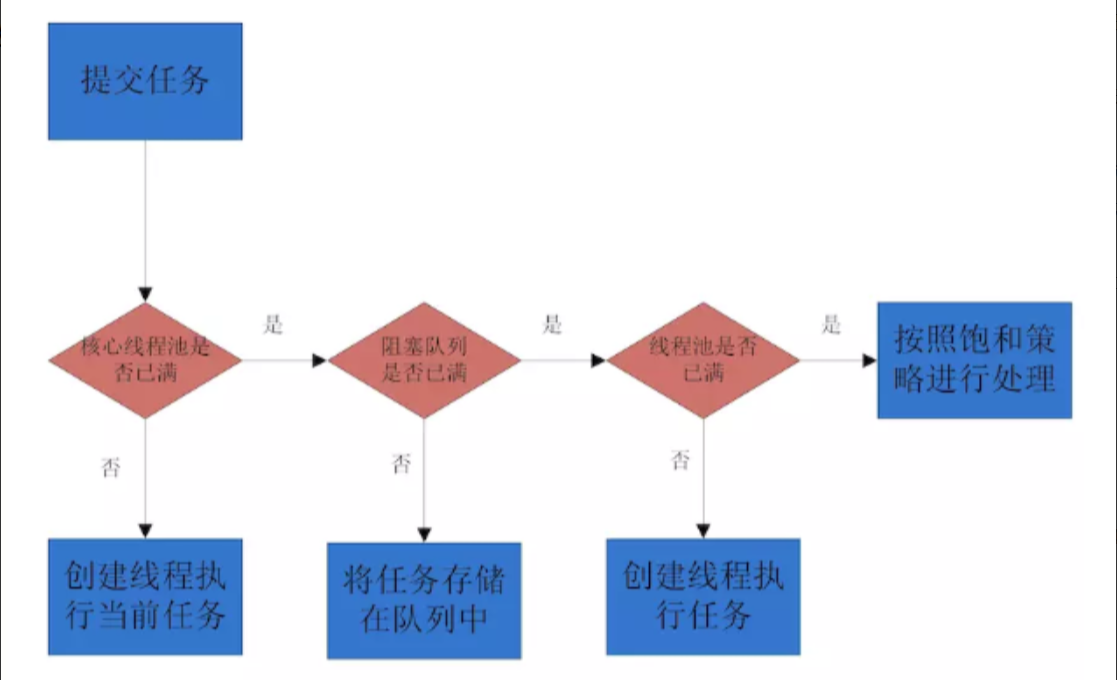 提交任务
核心线程池是
否已满
是
阻塞队列
是否已满
是
线程池是否
已满
是
按照饱和策
略进行处理
否
否
否
创建线程执
行当前任务
将任务存储
在队列中
创建线程执
行任务